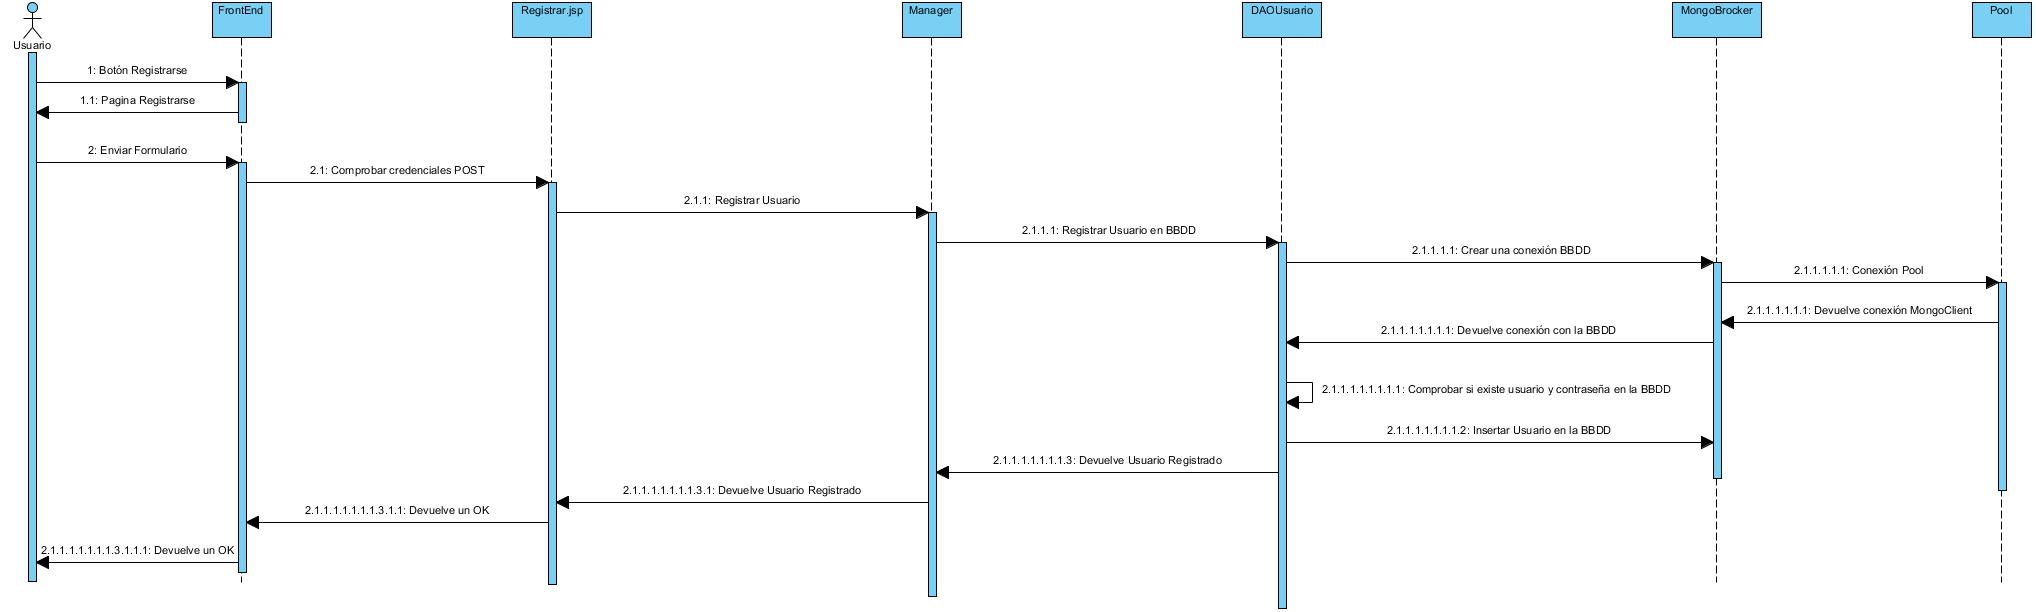 FrontEnd
Registrar.jsp
Manager
DAOUsuario
MongoBrocker
Pool
Usuario
1: Botón Registrarse
1.1: Pagina Registrarse
2: Enviar Formulario
2.1: Comprobar credenciales POST
2.1.1: Registrar Usuario
2.1.1.1: Registrar Usuario en BBDD
2.1.1.1.1: Crear una conexión BBDD
2.1.1.1.1.1: Conexión Pool
2.1.1.1.1.1.1: Devuelve conexión MongoClient
2.1.1.1.1.1.1.1: Devuelve conexión con la BBDD
2.1.1.1.1.1.1.1.1: Comprobar si existe usuario y contraseña en la BBDD
2.1.1.1.1.1.1.1.2: Insertar Usuario en la BBDD
2.1.1.1.1.1.1.1.3: Devuelve Usuario Registrado
2.1.1.1.1.1.1.1.3.1: Devuelve Usuario Registrado
2.1.1.1.1.1.1.1.3.1.1: Devuelve un OK
2.1.1.1.1.1.1.1.3.1.1.1: Devuelve un OK